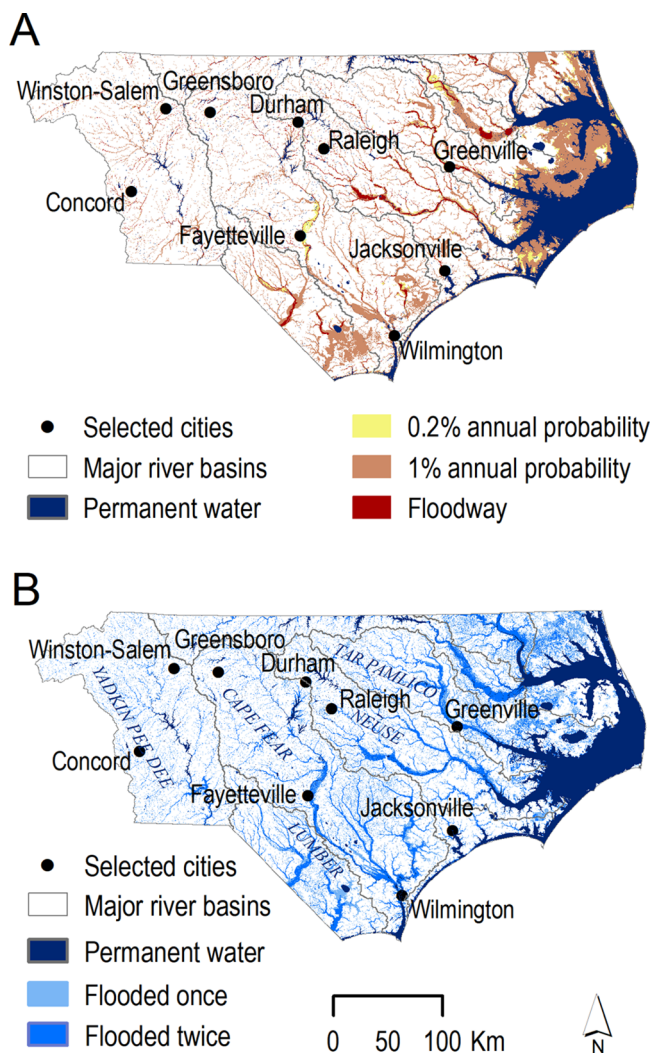 A
Winston-Salem
Greensboro
Durham
Raleigh
Greenville
Concord
Fayetteville
Jacksonville
Wilmington
Selected cities
0.2% annual probability
Major river basins
1% annual probability
Permanent water
Floodway
B
Winston-Salem
Greensboro
Durham
TAR PAMLICO
YADKIN PEE DEE
CAPE FEAR
Raleigh
NEUSE
Greenville
Concord
Fayetteville
Jacksonville
LUMBER
Selected cities
Major river basins
Wilmington
Permanent water
Flooded once
Flooded twice
0 50 100 Km
N